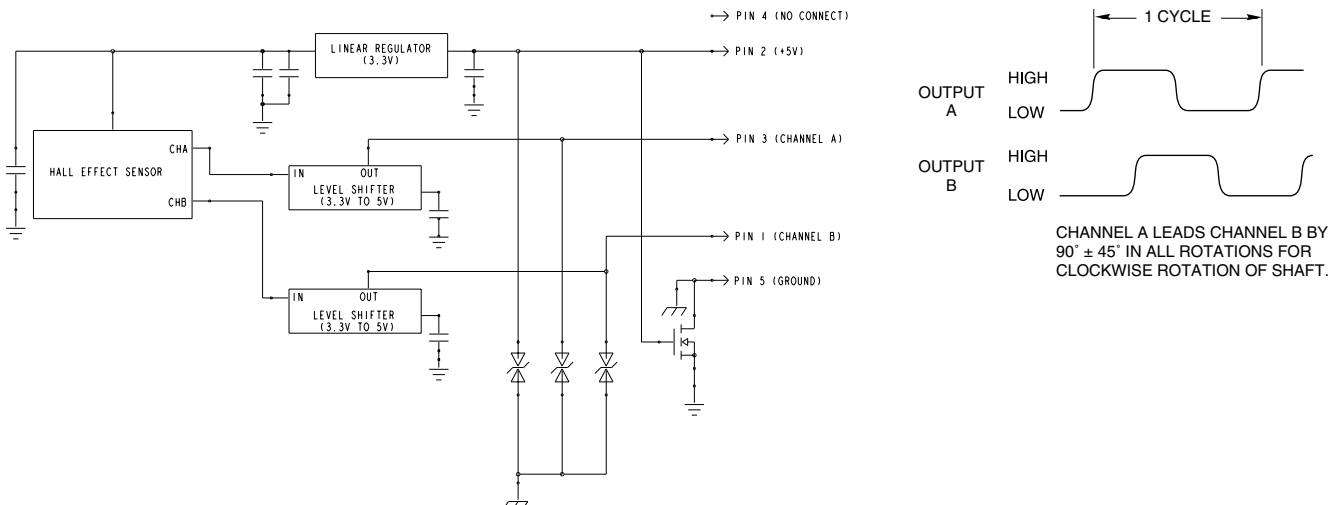 PIN 4 (NO CONNECT)
LINEAR REGULATOR
(3.3V)
PIN 2 (+5V)
PIN 3 (CHANNEL A)
CHA
HALL EFFECT SENSOR
CHB
IN OUT
LEVEL SHIFTER
(3.3V TO 5V)
PIN 1 (CHANNEL B)
PIN 5 (GROUND)
IN OUT
LEVEL SHIFTER
(3.3V TO 5V)
1 CYCLE
OUTPUT
A
HIGH
LOW
OUTPUT
B
HIGH
LOW
CHANNEL A LEADS CHANNEL B BY
90° ± 45° IN ALL ROTATIONS FOR
CLOCKWISE ROTATION OF SHAFT.